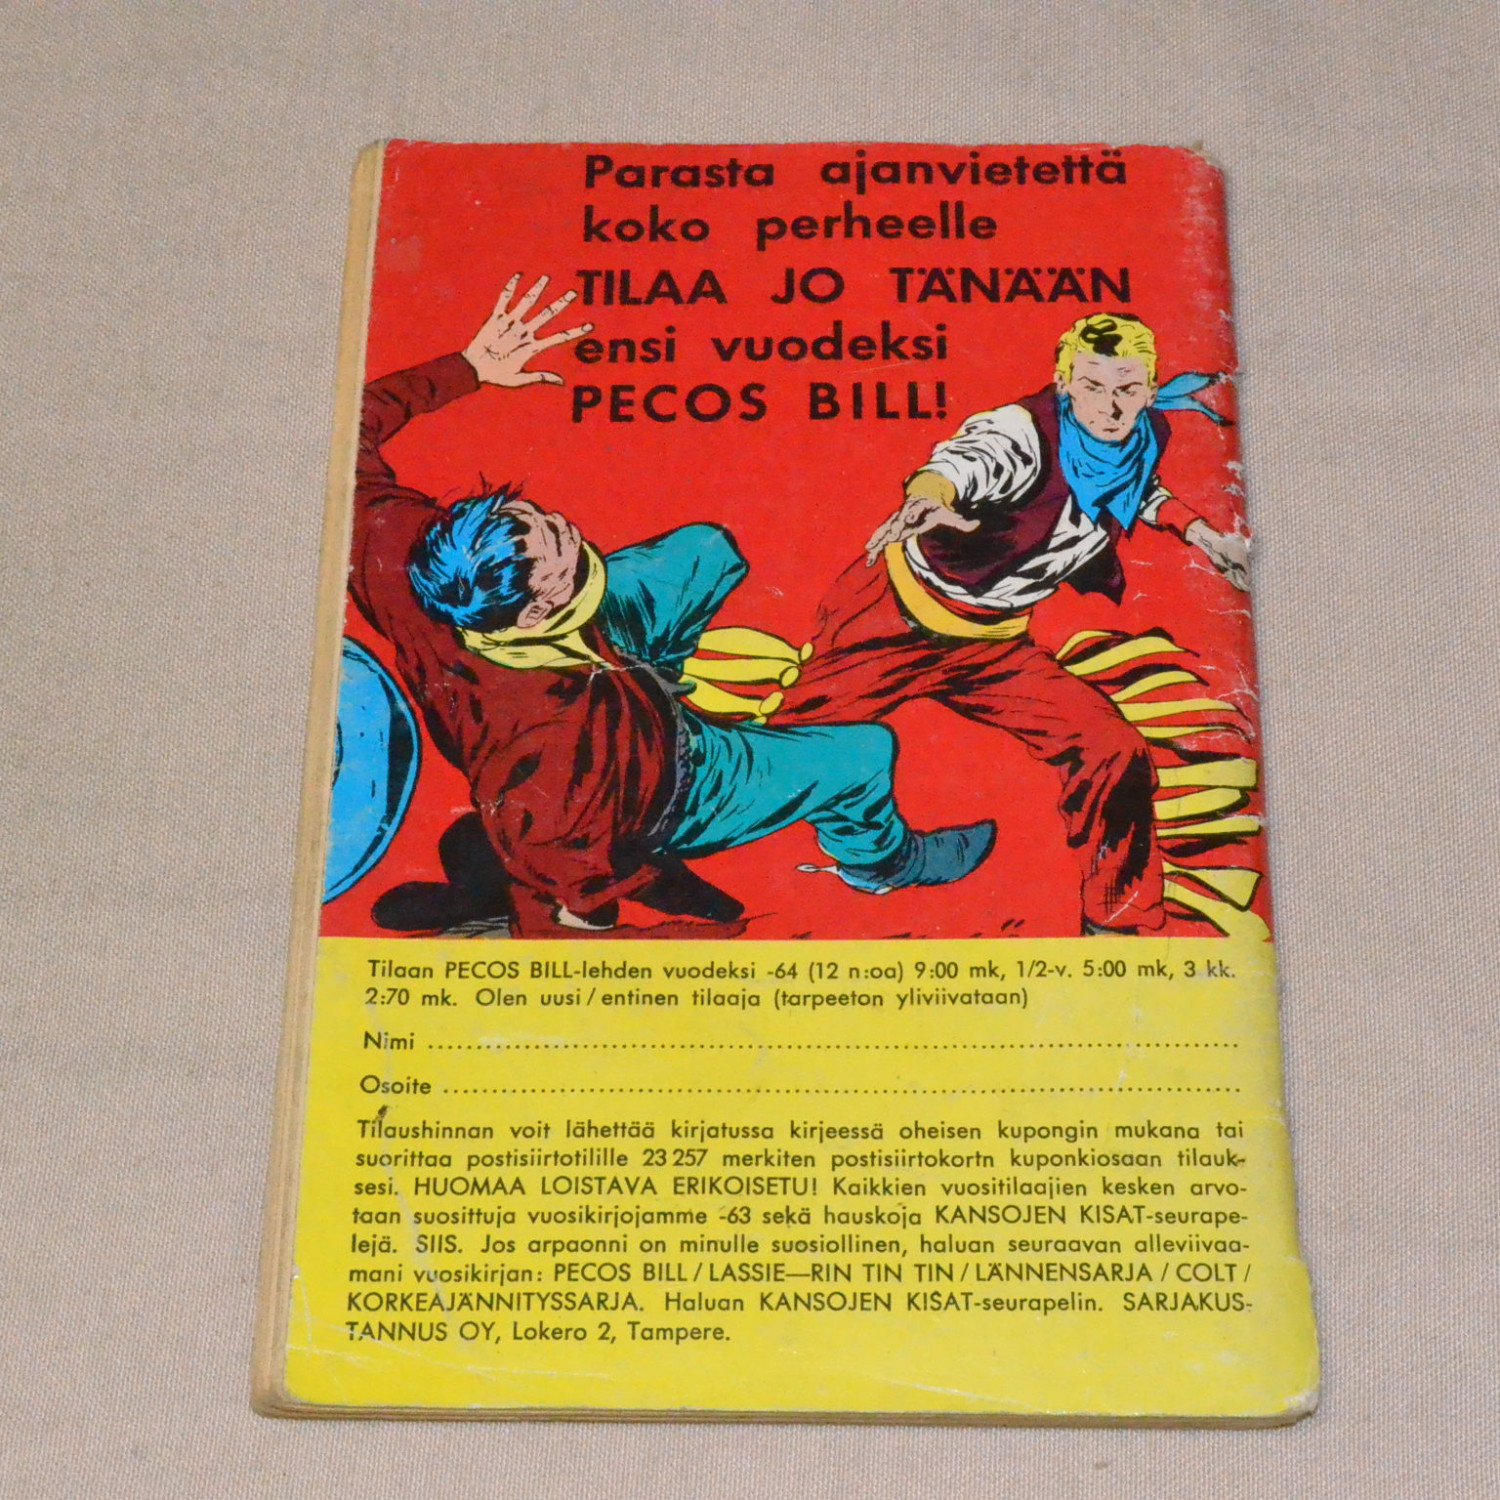 Parasta ajanvietettä
koko perheelle
TILAA JO TÄNÄÄN
ensi vuodeksi
PECOS BILL!
Tilaan PECOS BILL-lehden vuodeksi -64 (12 n:oa) 9:00 mk, 1/2-v. 5:00 mk, 3 kk.
2:70 mk. Olen uusi/entinen tilaaja (tarpeeton yliviivataan)
Nimi ................................................................................
Osoite ................................................................................
Tilaushinnan voit lähettää kirjatussa kirjeessä oheisen kupongin mukana tai
suorittaa postisiirtotilille 23 257 merkiten postisiirtokortn kuponkiosaan tilauk-
sesi. HUOMAA LOISTAVA ERIKOISETU! Kaikkien vuositilaajien kesken arvo-
taan suosittuja vuosikirjojamme -63 sekä hauskoja KANSOJEN KISAT-seurape-
lejä. SIIS. Jos arpaonni on minulle suosiollinen, haluan seuraavan alleviivaa-
mani vuosikirjan: PECOS BILL/LASSIE—RIN TIN TIN/LÄNNENSARJA/COLT/
KORKEAJÄNNITYSSARJA. Haluan KANSOJEN KISAT-seurapelin. SARJAKUS-
TANNUS OY, Lokero 2, Tampere.